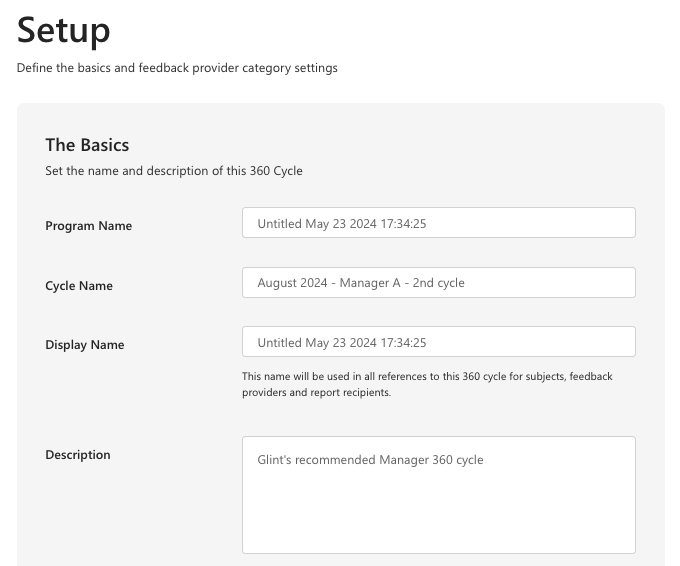 Setup
Define the basics and feedback provider category settings
The Basics
Set the name and description of this 360 Cycle
Program Name
Untitled May 23 2024 17:34:25
Cycle Name
August 2024 - Manager A - 2nd cycle
Display Name
Untitled May 23 2024 17:34:25
This name will be used in all references to this 360 cycle for subjects, feedback
providers and report recipients.
Description
Glint's recommended Manager 360 cycle